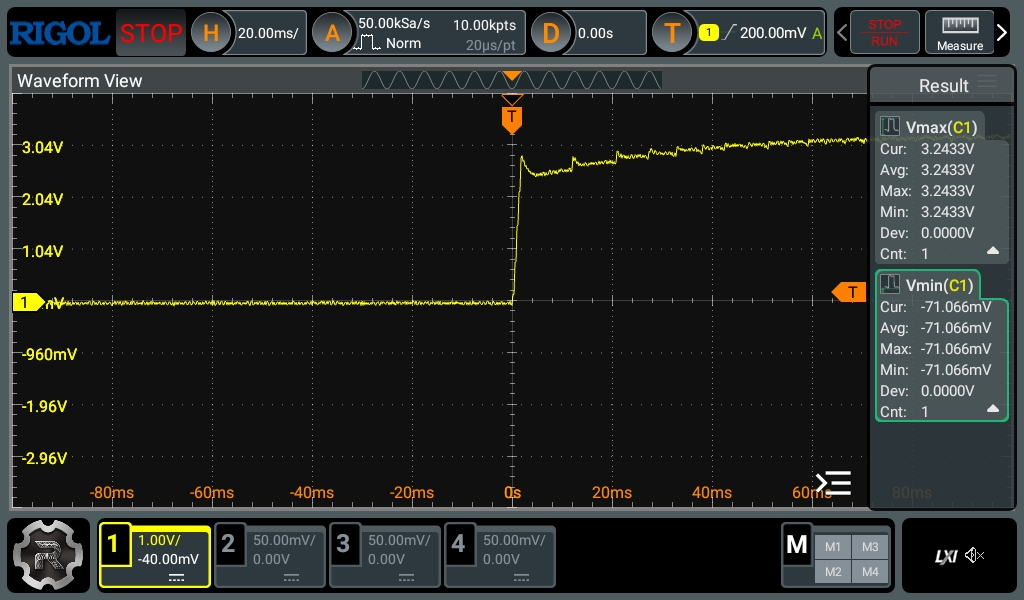 RIGOL STOP H 20.00ms/ A 50.00kSa/s 10.00kpts D 0.00s T 1 200.00mV A STOP Measure
Norm 20μs/pt RUN
Waveform View
Result
T
3.04V
2.04V
1.04V
1
-960mV
-1.96V
-2.96V
T
-80ms -60ms -40ms -20ms 0s 20ms 40ms 60ms 80ms
Vmax(C1)
Cur: 3.2433V
Avg: 3.2433V
Max: 3.2433V
Min: 3.2433V
Dev: 0.0000V
Cnt: 1
Vmin(C1)
Cur: -71.066mV
Avg: -71.066mV
Max: -71.066mV
Min: -71.066mV
Dev: 0.0000V
Cnt: 1
R
1 1.00V/ 2 50.00mV/ 3 50.00mV/ 4 50.00mV/ M M1 M3 LXI
-40.00mV 0.00V 0.00V 0.00V M2 M4